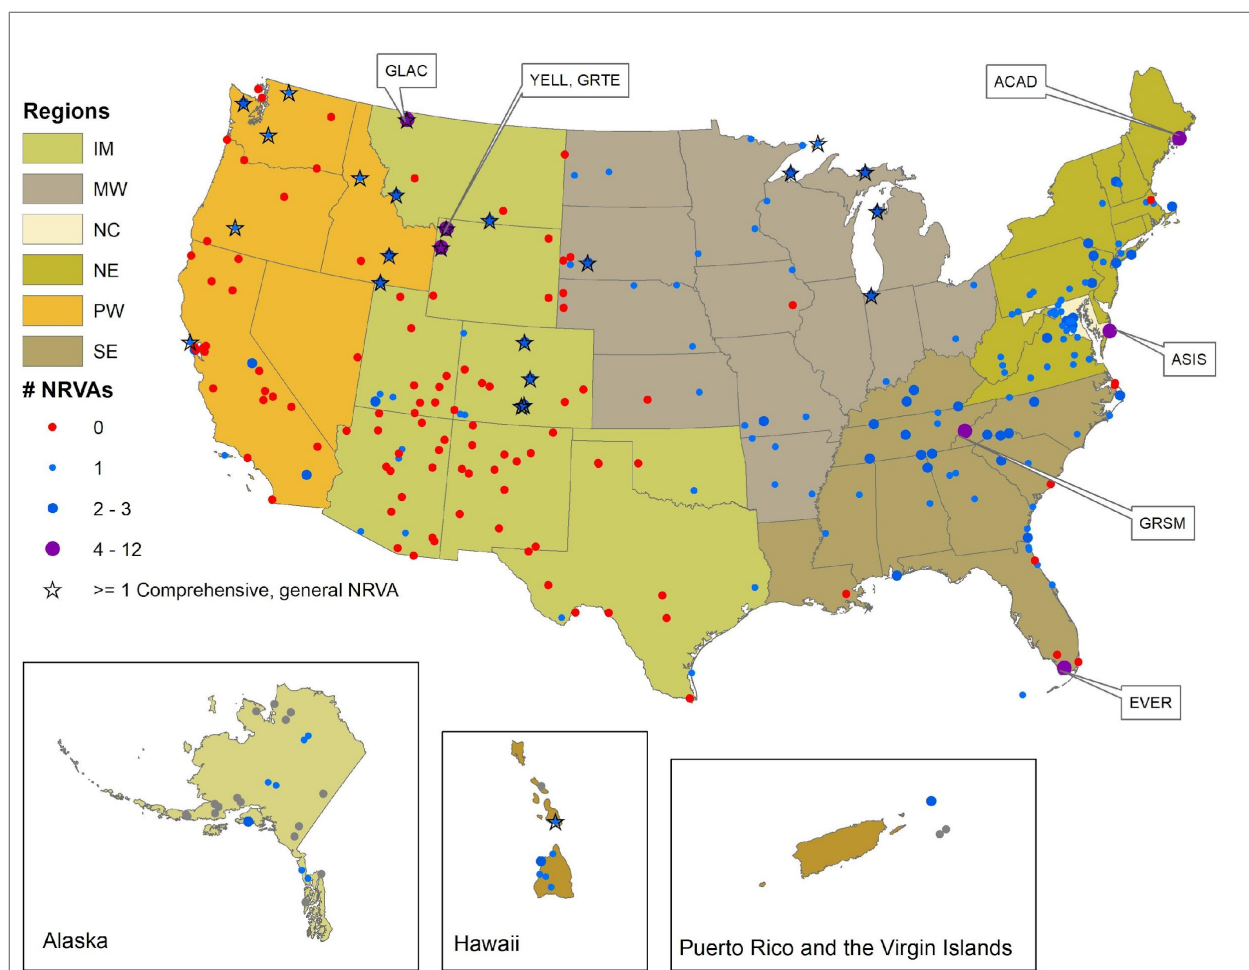 GLAC
YELL, GRTE
ACAD
Regions
IM
MW
NC
NE
PW
SE
# NRVAs
0
1
2 - 3
4 - 12
>= 1 Comprehensive, general NRVA
ASIS
GRSM
EVER
Alaska
Hawaii
Puerto Rico and the Virgin Islands